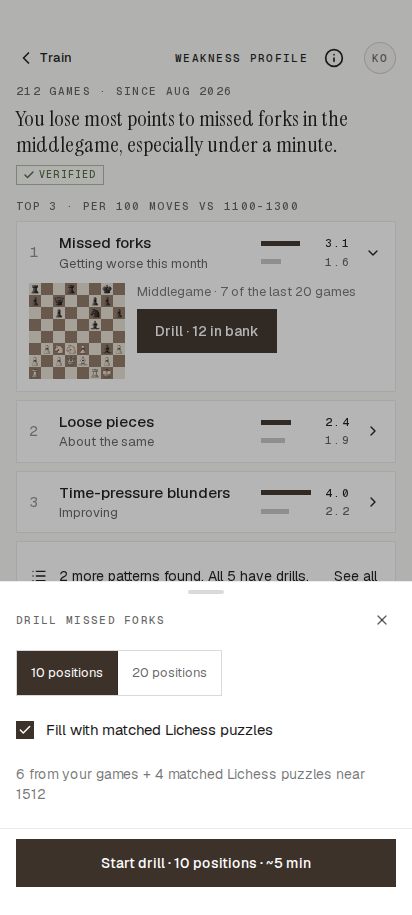 Train
WEAKNESS PROFILE
KO
212 GAMES · SINCE AUG 2026
You lose most points to missed forks in the
middlegame, especially under a minute.
VERIFIED
TOP 3 · PER 100 MOVES VS 1100-1300
1 Missed forks 3.1
Getting worse this month 1.6
Middlegame · 7 of the last 20 games
Drill · 12 in bank
2 Loose pieces 2.4
About the same 1.9
3 Time-pressure blunders 4.0
Improving 2.2
2 more patterns found. All 5 have drills. See all
DRILL MISSED FORKS
10 positions 20 positions
Fill with matched Lichess puzzles
6 from your games + 4 matched Lichess puzzles near
1512
Start drill · 10 positions · ~5 min